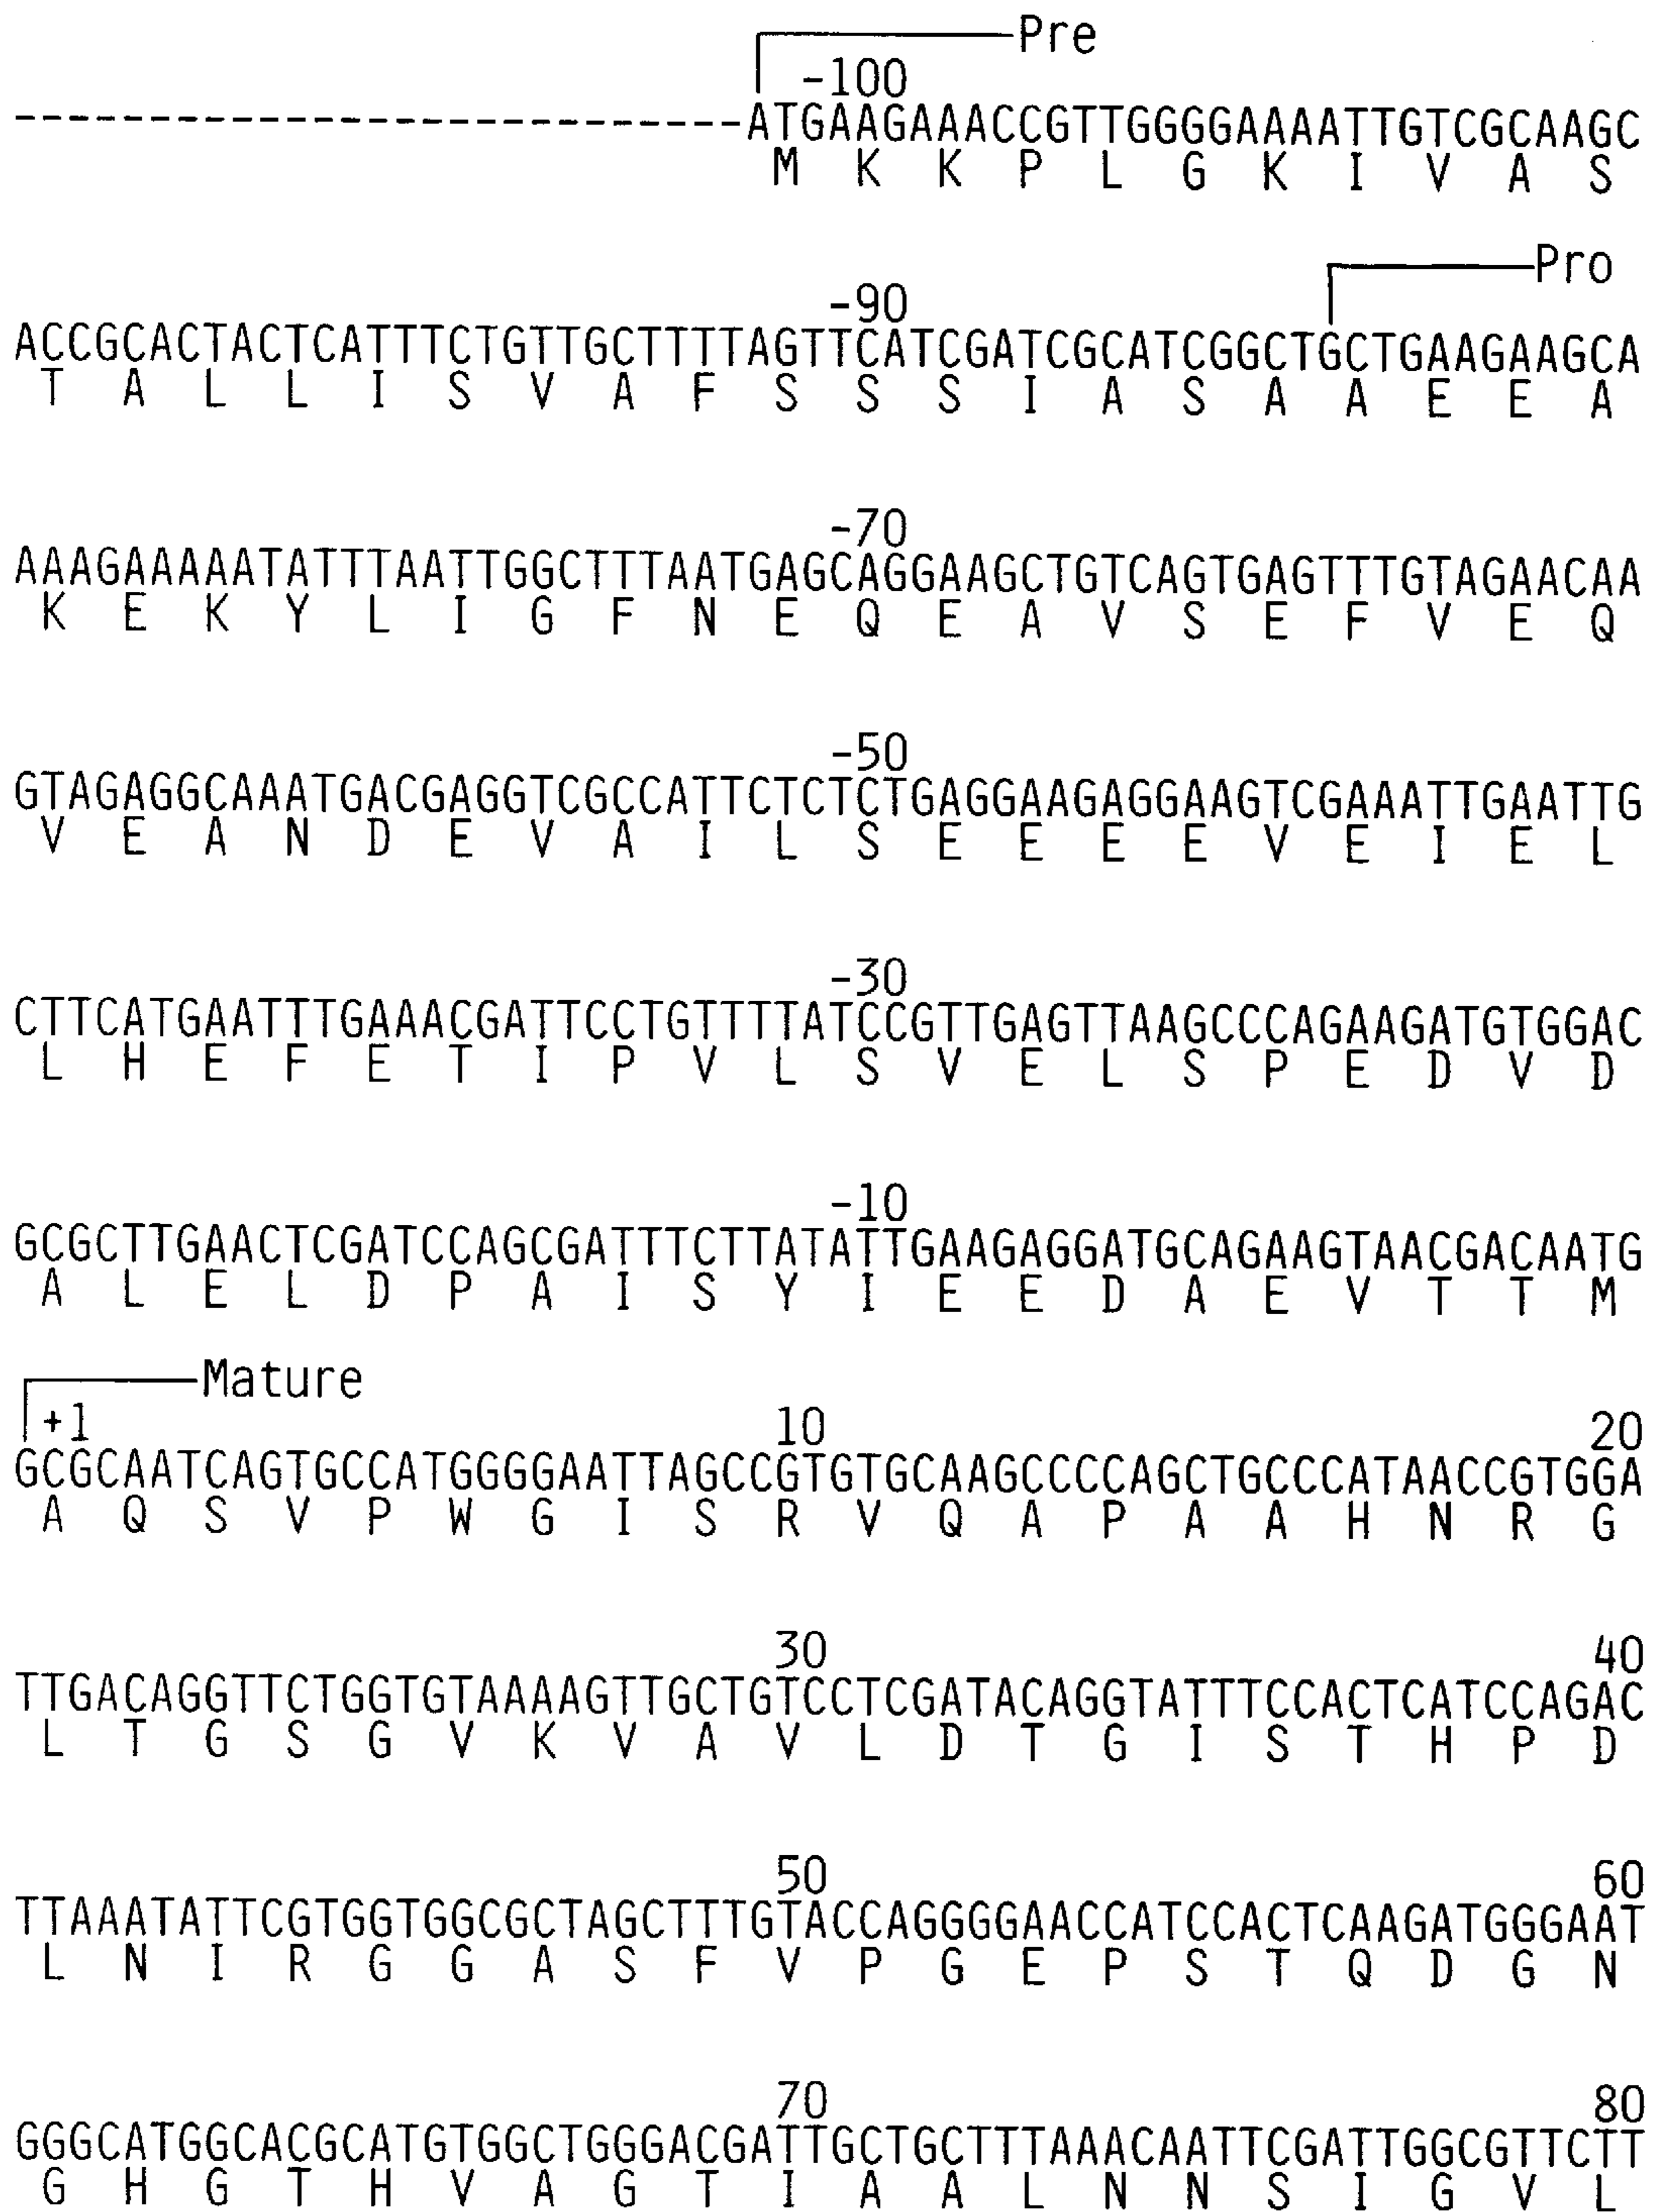 Pre
-100
---------------------------ATGAAGAAACCGTTGGGGAAAATTGTCGCAAGC
M K K P L G K I V A S
Pro
-90
ACCGCACTACTCATTTCTGTTGCTTTTAGTTCATCGATCGCATCGGCTGCTGAAGAAGCA
T A L L I S V A F S S S I A S A A E E A
-70
AAAGAAAAATATTTAATTGGCTTTAATGAGCAGGAAGCTGTCAGTGAGTTTGTAGAACAA
K E K Y L I G F N E Q E A V S E F V E Q
-50
GTAGAGGCAAATGACGAGGTCGCCATTCTCTCTGAGGAAGAGGAAGTCGAAATTGAATTG
V E A N D E V A I L S E E E E V E I E L
-30
CTTCATGAATTTGAAACGATTCCTGTTTTATCCGTTGAGTTAAGCCCAGAAGATGTGGAC
L H E F E T I P V L S V E L S P E D V D
-10
GCGCTTGAACTCGATCCAGCGATTTCTTATATTGAAGAGGATGCAGAAGTAACGACAATG
A L E L D P A I S Y I E E D A E V T T M
Mature
+1 10 20
GCGCAATCAGTGCCATGGGGAATTAGCCGTGTGCAAGCCCCAGCTGCCCATAACCGTGGA
A Q S V P W G I S R V Q A P A A H N R G
30 40
TTGACAGGTTCTGGTGTAAAAGTTGCTGTCCTCGATACAGGTATTTCCACTCATCCAGAC
L T G S G V K V A V L D T G I S T H P D
50 60
TTAAATATTCGTGGTGGCGCTAGCTTTGTACCAGGGGAACCATCCACTCAAGATGGGAAT
L N I R G G A S F V P G E P S T Q D G N
70 80
GGGCATGGCACGCATGTGGCTGGGACGATTGCTGCTTTAAACAATTCGATTGGCGTTCTT
G H G T H V A G T I A A L N N S I G V L